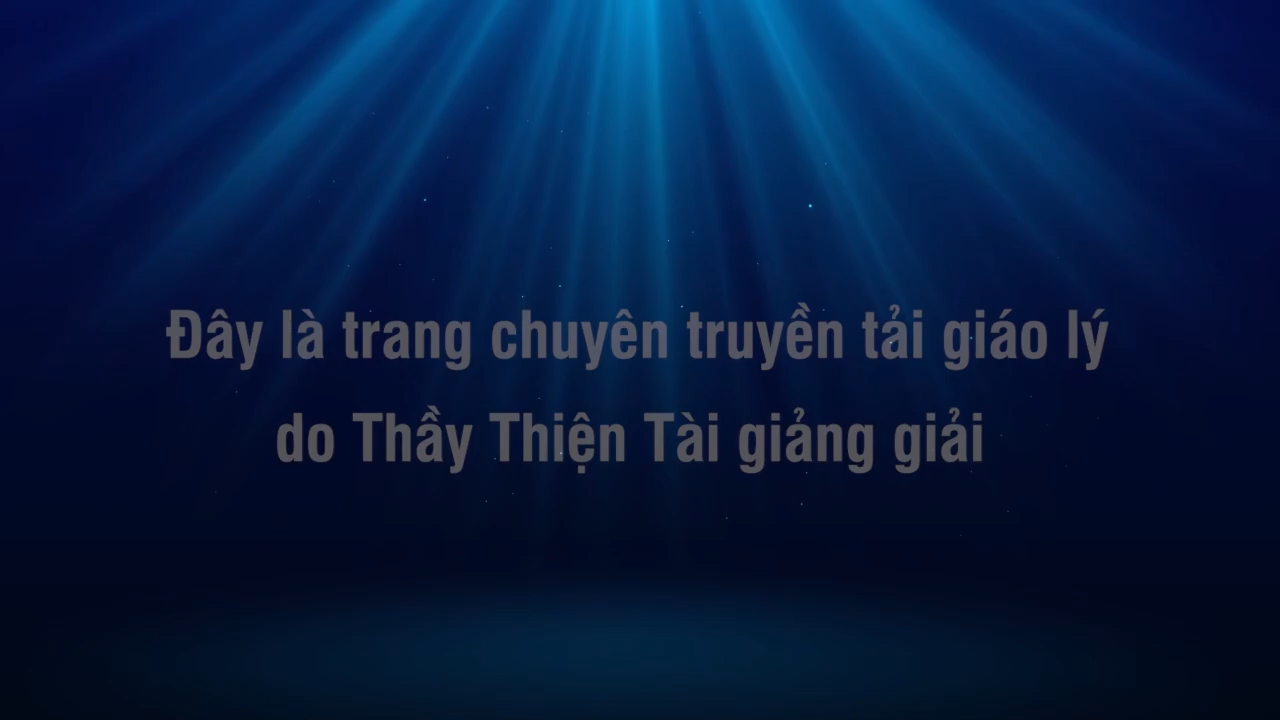 Đây là trang chuyên truyền tải giáo lý
do Thầy Thiện Tài giảng giải